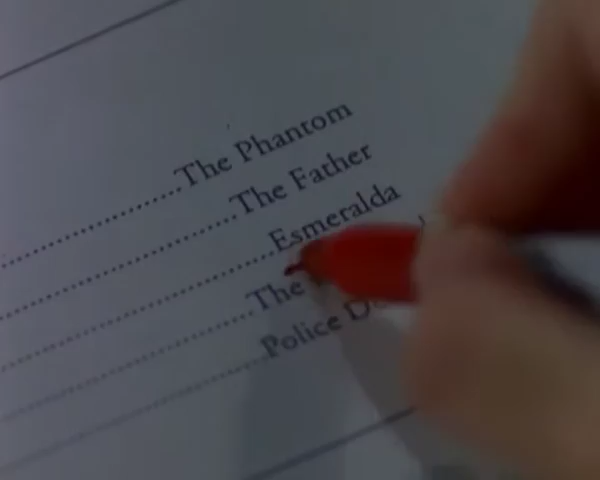 The Phantom
The Father
Esmeralda
The
Police